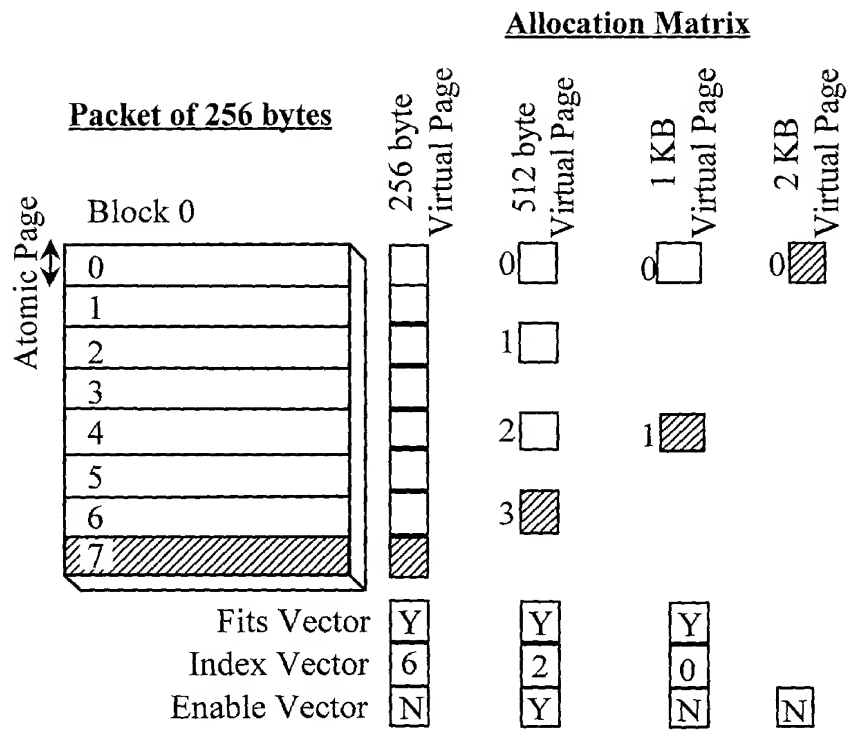 Allocation Matrix
Packet of 256 bytes
256 byte
Virtual Page
512 byte
Virtual Page
1 KB
Virtual Page
2 KB
Virtual Page
Atomic Page
Block 0
0
1
2
3
4
5
6
7
0
1
2
3
0
1
0
Fits Vector Y Y Y
Index Vector 6 2 0
Enable Vector N Y N N